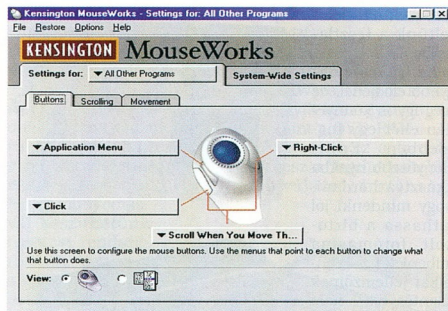 Kensington MouseWorks - Settings for: All Other Programs
File Restore Options Help
KENSINGTON MouseWorks
Settings for: All Other Programs
System-Wide Settings
Buttons Scrolling Movement
Application Menu
Right-Click
Click
Scroll When You Move Th...
Use this screen to configure the mouse buttons. Use the menus that point to each button to change what
that button does.
View: